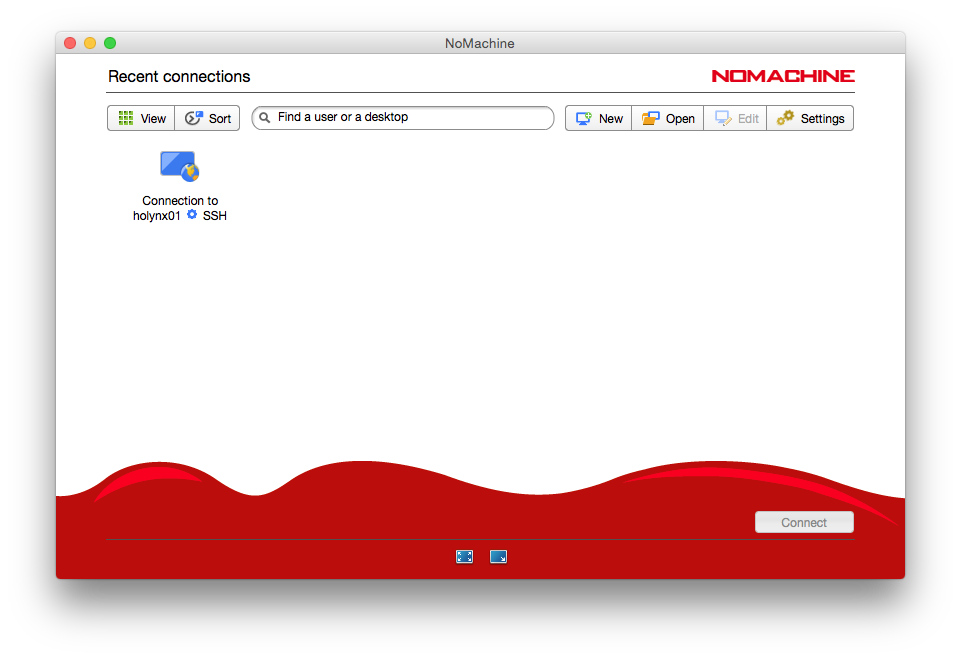 NoMachine
Recent connections
NOMACHINE
View Sort Find a user or a desktop New Open Edit Settings
Connection to
holynx01 SSH
Connect